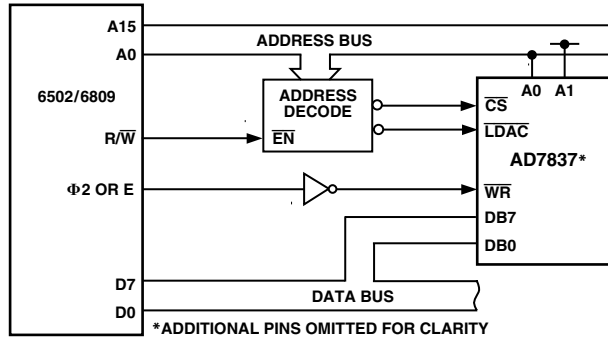 A15
ADDRESS BUS
A0
6502/6809
ADDRESS
DECODE
A0 A1
CS
R/W
EN
LDAC
AD7837*
Φ2 OR E
WR
DB7
DB0
D7
DATA BUS
D0
*ADDITIONAL PINS OMITTED FOR CLARITY